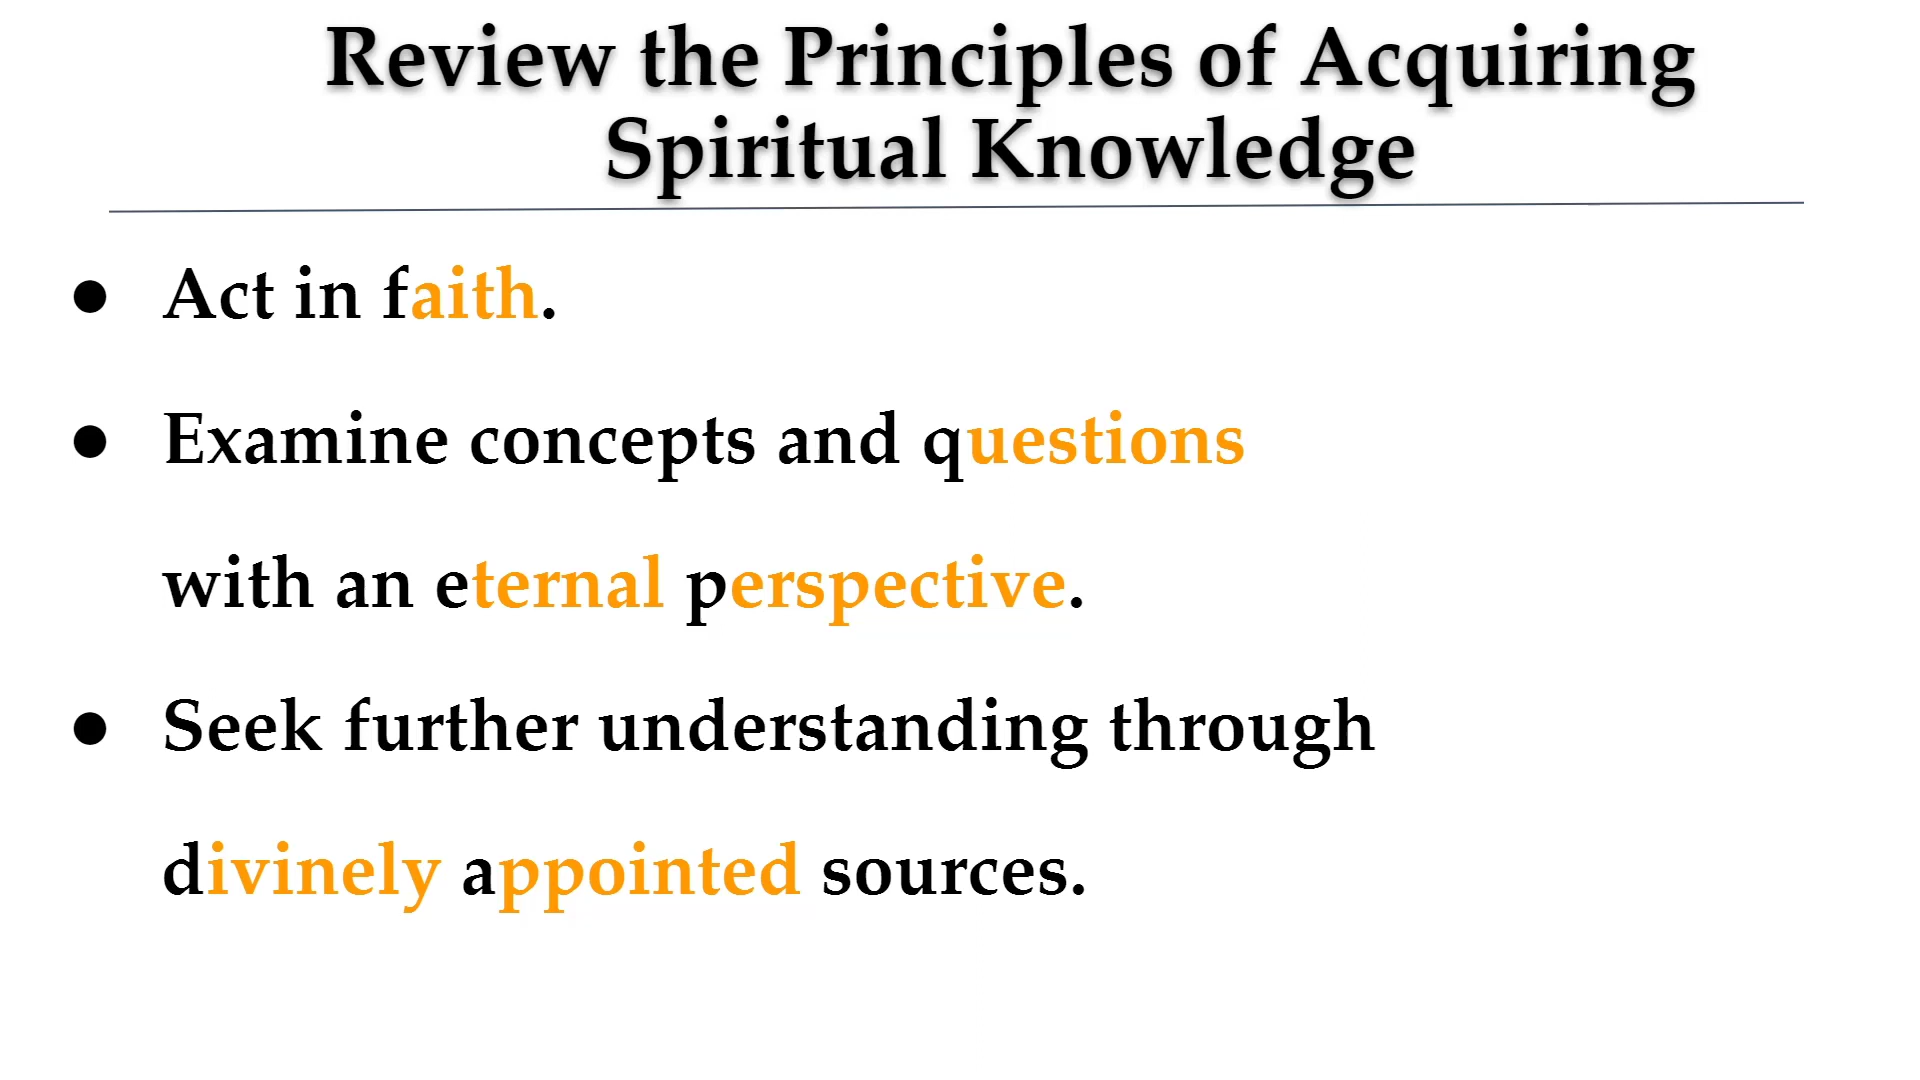 Review the Principles of Acquiring
Spiritual Knowledge
● Act in faith.
● Examine concepts and questions
with an eternal perspective.
● Seek further understanding through
divinely appointed sources.